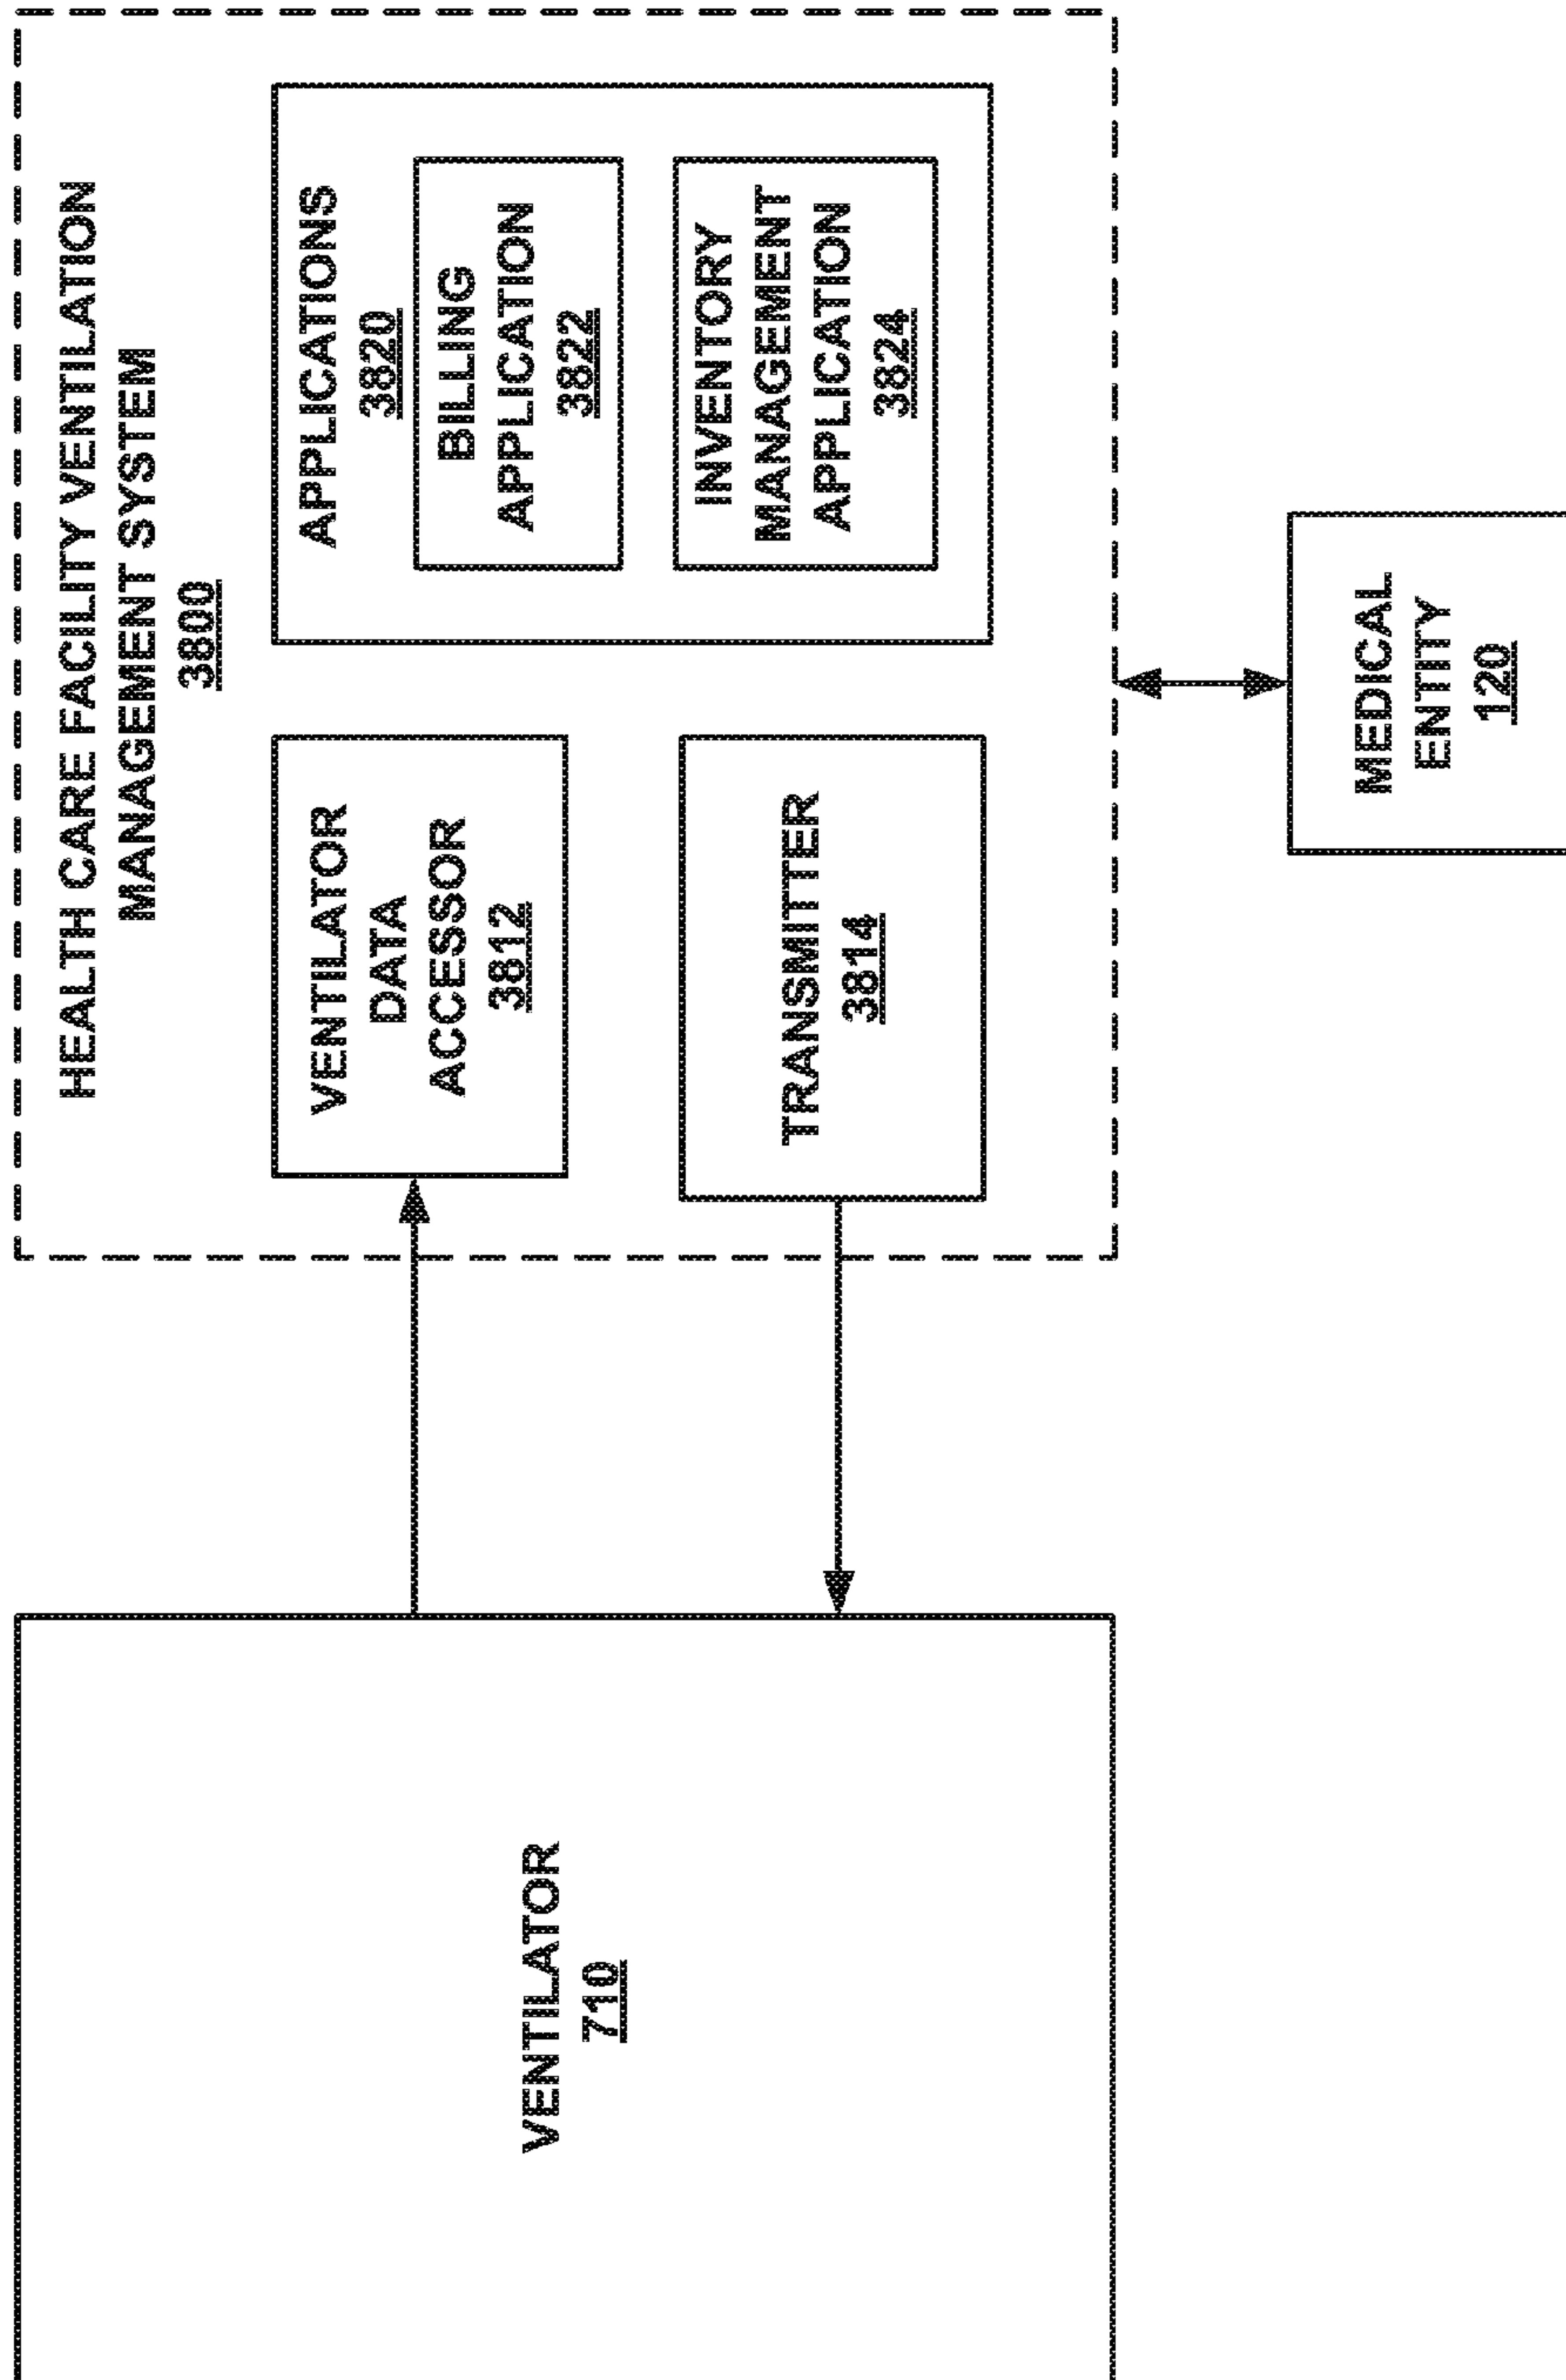 HEALTH CARE FACILITY VENTILATION
MANAGEMENT SYSTEM
3800
VENTILATOR
710
VENTILATOR
DATA
ACCESSOR
3812
TRANSMITTER
3814
APPLICATIONS
3820
BILLING
APPLICATION
3822
INVENTORY
MANAGEMENT
APPLICATION
3824
MEDICAL
ENTITY
120